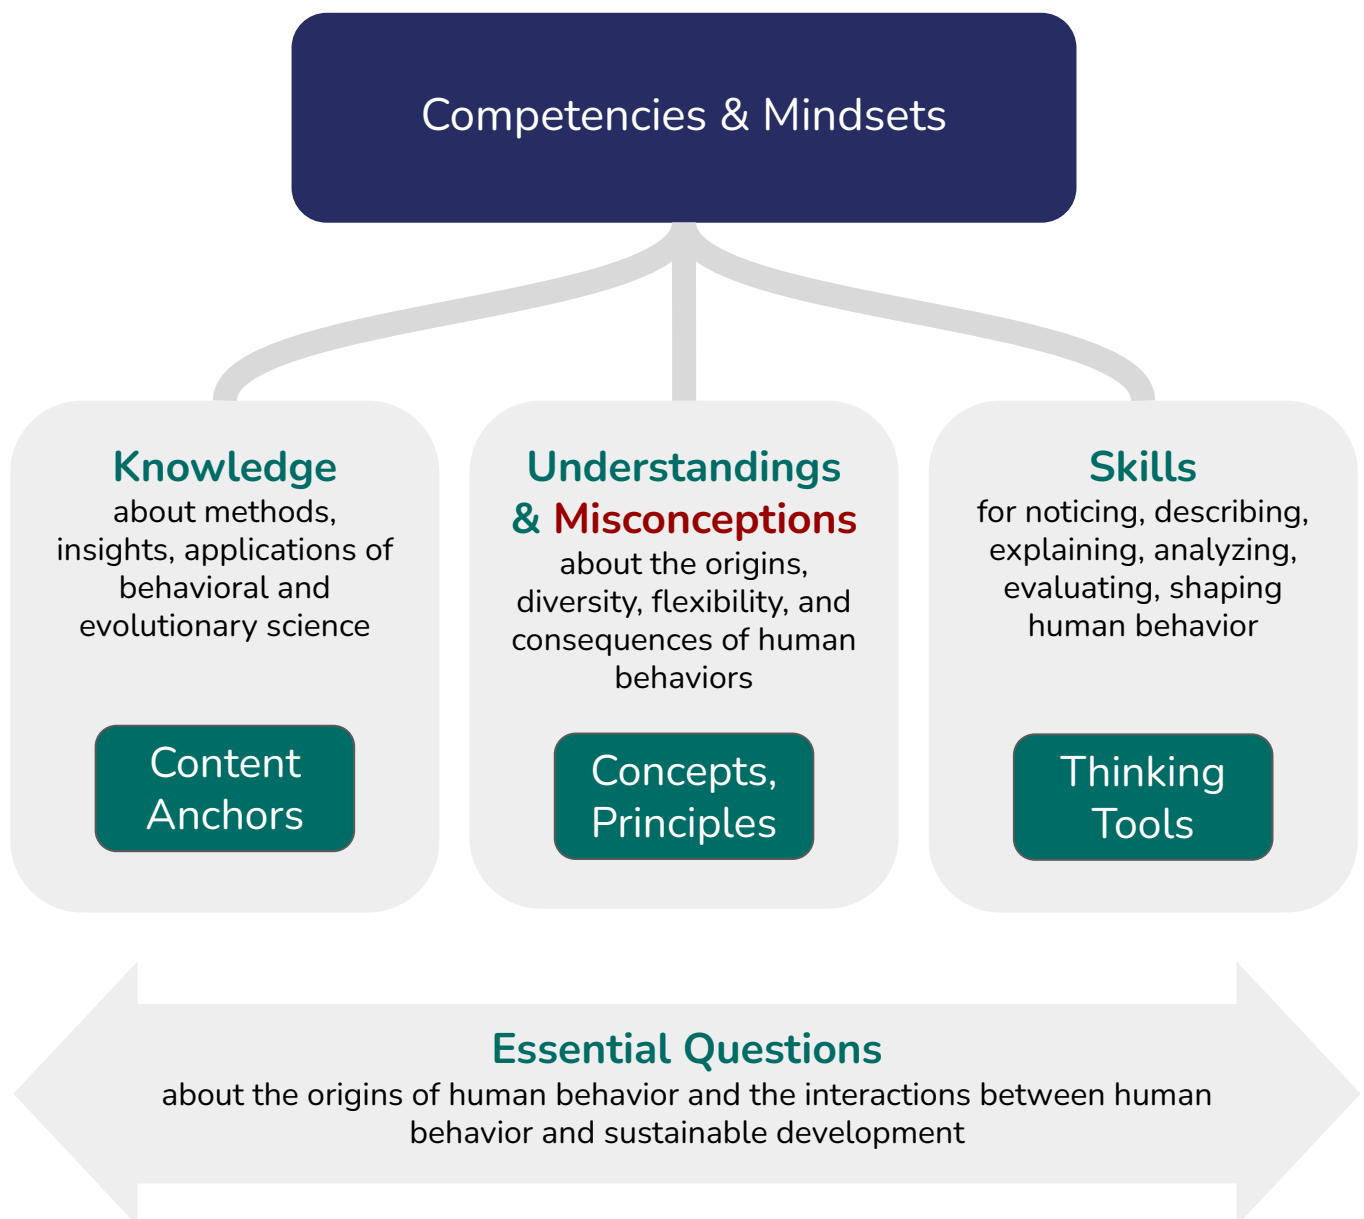 Competencies & Mindsets
Knowledge
about methods,
insights, applications of
behavioral and
evolutionary science
Content
Anchors
Understandings
& Misconceptions
about the origins,
diversity, flexibility, and
consequences of human
behaviors
Concepts,
Principles
Skills
for noticing, describing,
explaining, analyzing,
evaluating, shaping
human behavior
Thinking
Tools
Essential Questions
about the origins of human behavior and the interactions between human
behavior and sustainable development